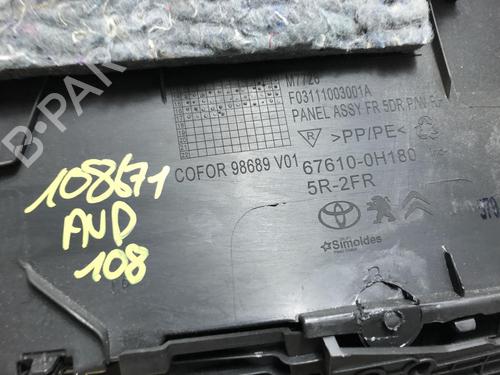 M7726
F03111003001A
PANEL ASSY FR 5DR, P/W
>PP/PE<
COFOR 98689 V01
67610-0H180
5R-2FR
Simoldes
108671
AND
108
B-Parts